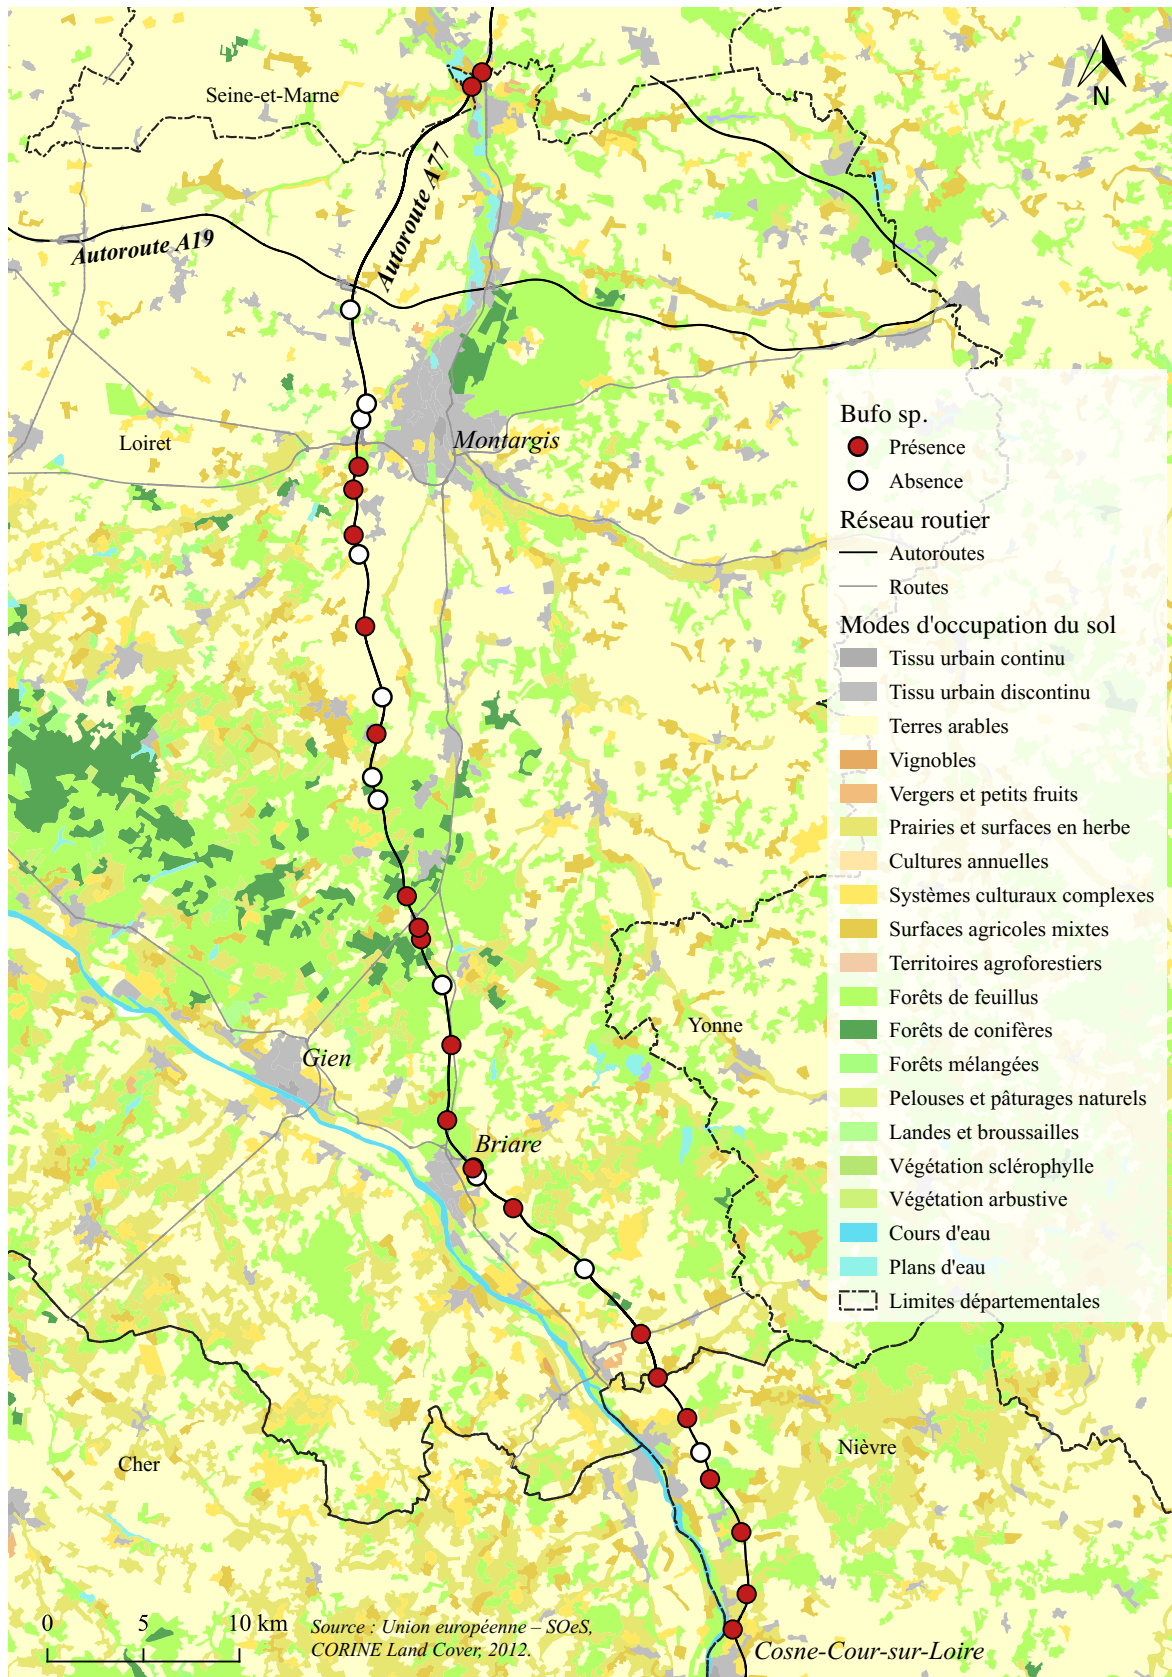 Seine-et-Marne
N
Autoroute A77
Autoroute A19
Loiret
Montargis
Bufo sp.
Présence
Absence
Réseau routier
Autoroutes
Routes
Modes d'occupation du sol
Tissu urbain continu
Tissu urbain discontinu
Terres arables
Vignobles
Vergers et petits fruits
Prairies et surfaces en herbe
Cultures annuelles
Systèmes culturaux complexes
Surfaces agricoles mixtes
Territoires agroforestiers
Forêts de feuillus
Forêts de conifères
Forêts mélangées
Pelouses et pâturages naturels
Landes et broussailles
Végétation sclérophylle
Végétation arbustive
Cours d'eau
Plans d'eau
Limites départementales
Yonne
Gien
Briare
Nièvre
Cher
0 5 10 km
Source : Union européenne – SOeS,
CORINE Land Cover, 2012.
Cosne-Cour-sur-Loire